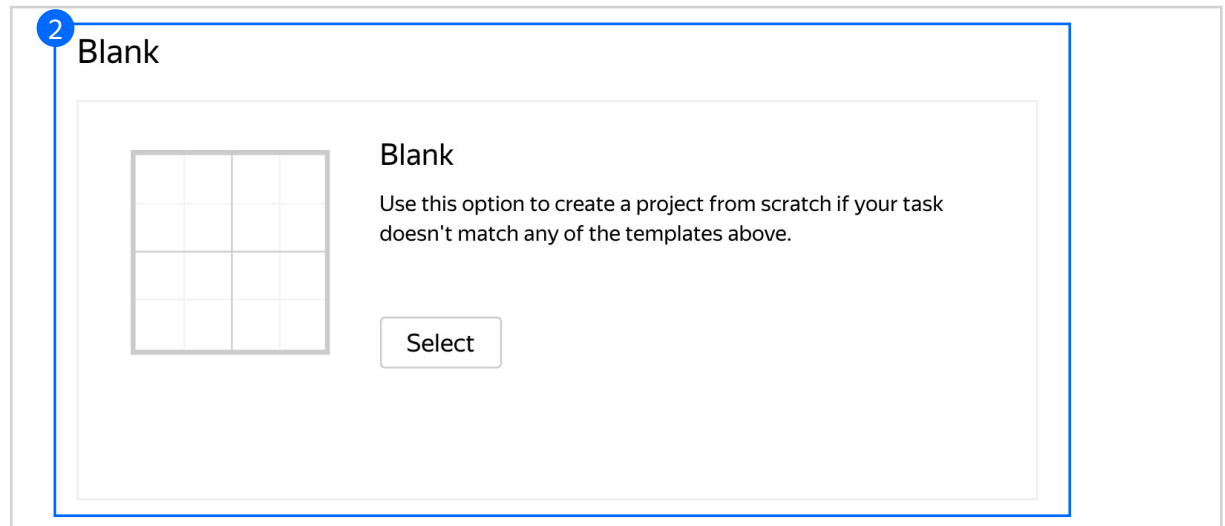 2
Blank
Blank
Use this option to create a project from scratch if your task
doesn't match any of the templates above.
Select